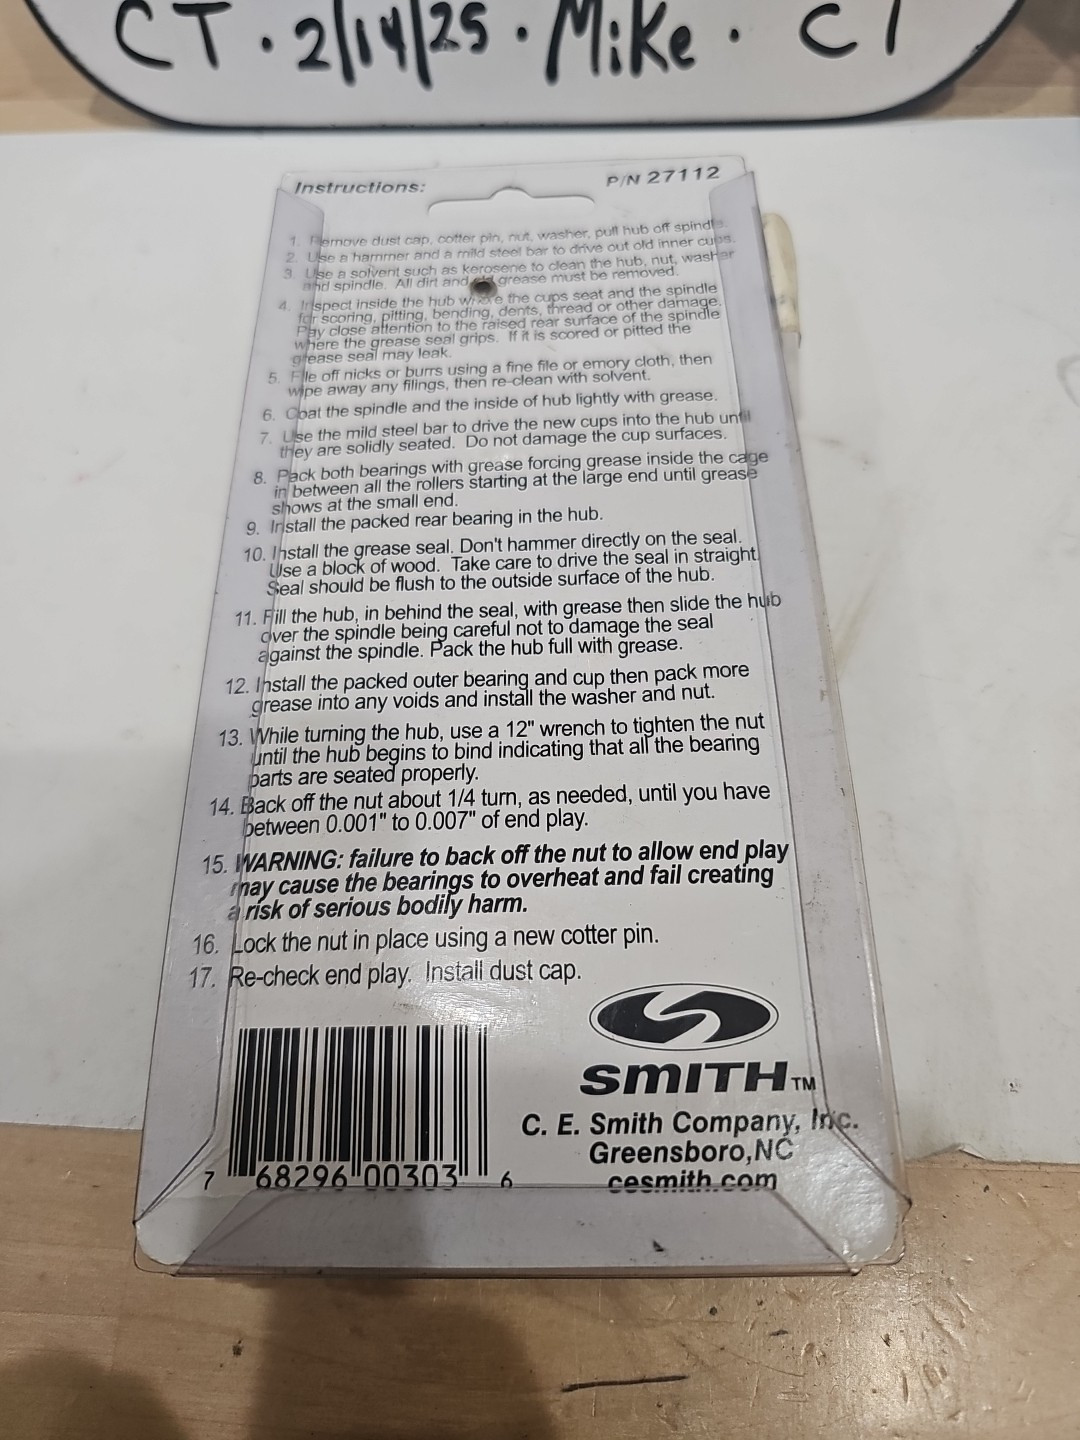 CT · 2/14/25 · Mike · CT
Instructions:
P/N 27112
1. Remove dust cap, cotter pin, nut, washer, pull hub off spindle.
2. Use a hammer and a mild steel bar to drive out old inner cups.
3. Use a solvent such as kerosene to clean the hub, nut, washer
and spindle. All dirt and old grease must be removed.
4. Inspect inside the hub where the cups seat and the spindle
for scoring, pitting, bending, dents, thread or other damage.
Pay close attention to the raised rear surface of the spindle
where the grease seal grips. If it is scored or pitted the
grease seal may leak.
5. File off nicks or burrs using a fine file or emory cloth, then
wipe away any filings, then re-clean with solvent.
6. Coat the spindle and the inside of hub lightly with grease.
7. Use the mild steel bar to drive the new cups into the hub until
they are solidly seated. Do not damage the cup surfaces.
8. Pack both bearings with grease forcing grease inside the cage
in between all the rollers starting at the large end until grease
shows at the small end.
9. Install the packed rear bearing in the hub.
10. Install the grease seal. Don't hammer directly on the seal.
Use a block of wood. Take care to drive the seal in straight.
Seal should be flush to the outside surface of the hub.
11. Fill the hub, in behind the seal, with grease then slide the hub
over the spindle being careful not to damage the seal
against the spindle. Pack the hub full with grease.
12. Install the packed outer bearing and cup then pack more
grease into any voids and install the washer and nut.
13. While turning the hub, use a 12" wrench to tighten the nut
until the hub begins to bind indicating that all the bearing
parts are seated properly.
14. Back off the nut about 1/4 turn, as needed, until you have
between 0.001" to 0.007" of end play.
15. WARNING: failure to back off the nut to allow end play
may cause the bearings to overheat and fail creating
a risk of serious bodily harm.
16. Lock the nut in place using a new cotter pin.
17. Re-check end play. Install dust cap.
SMITH TM
C. E. Smith Company, Inc.
Greensboro,NC
cesmith.com
7 68296 00303 6